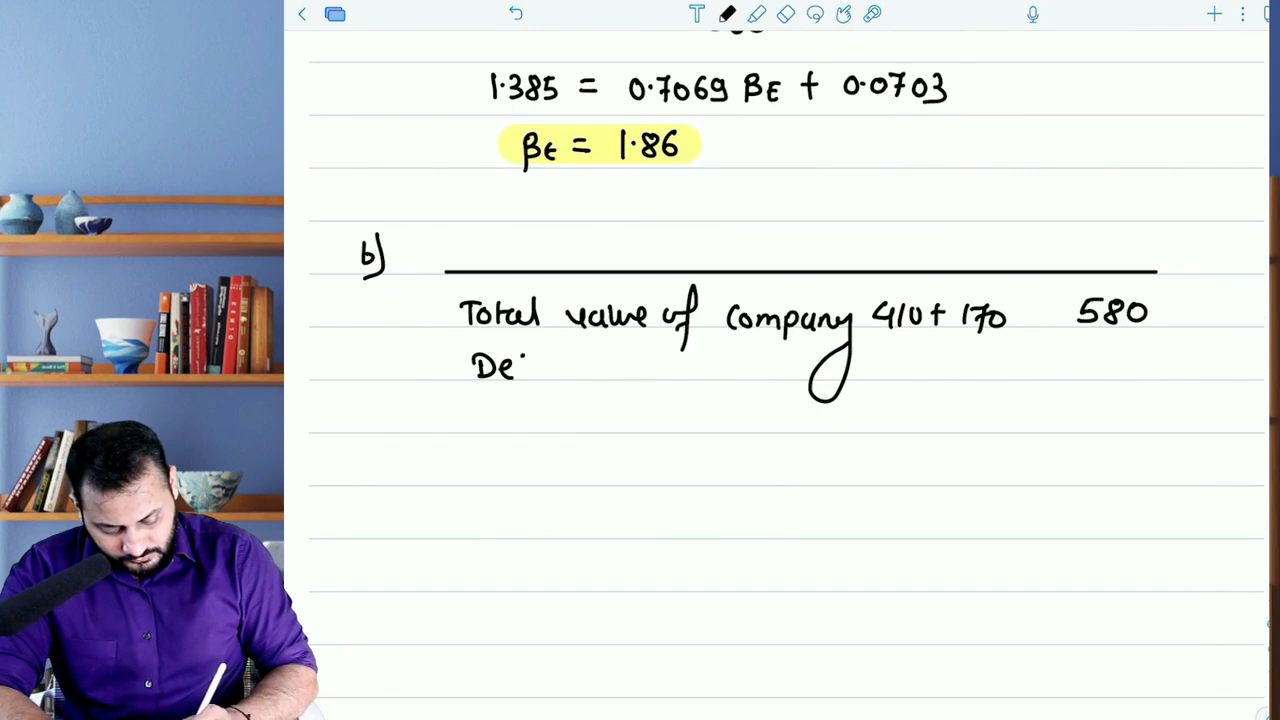 1.385 = 0.7069 βE + 0.0703
βE = 1.86
b)
Total value of Company 410 + 170 580
De